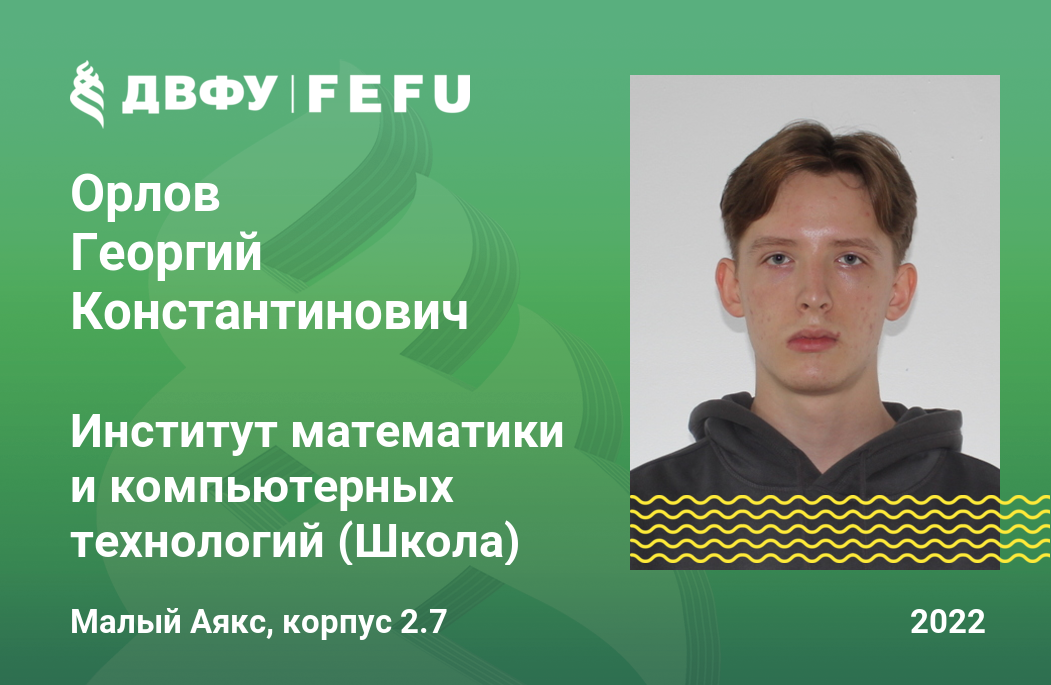 ДВФУ | FEFU
Орлов
Георгий
Константинович
Институт математики
и компьютерных
технологий (Школа)
Малый Аякс, корпус 2.7
2022